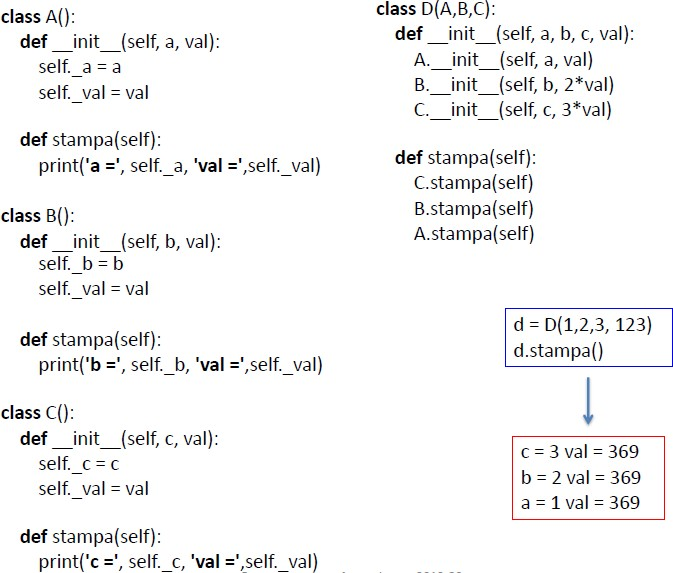 class A():
def __init__(self, a, val):
self._a = a
self._val = val
def stampa(self):
print('a =', self._a, 'val =',self._val)
class B():
def __init__(self, b, val):
self._b = b
self._val = val
def stampa(self):
print('b =', self._b, 'val =',self._val)
class C():
def __init__(self, c, val):
self._c = c
self._val = val
def stampa(self):
print('c =', self._c, 'val =',self._val)
class D(A,B,C):
def __init__(self, a, b, c, val):
A.__init__(self, a, val)
B.__init__(self, b, 2*val)
C.__init__(self, c, 3*val)
def stampa(self):
C.stampa(self)
B.stampa(self)
A.stampa(self)
d = D(1,2,3, 123)
d.stampa()
c = 3 val = 369
b = 2 val = 369
a = 1 val = 369